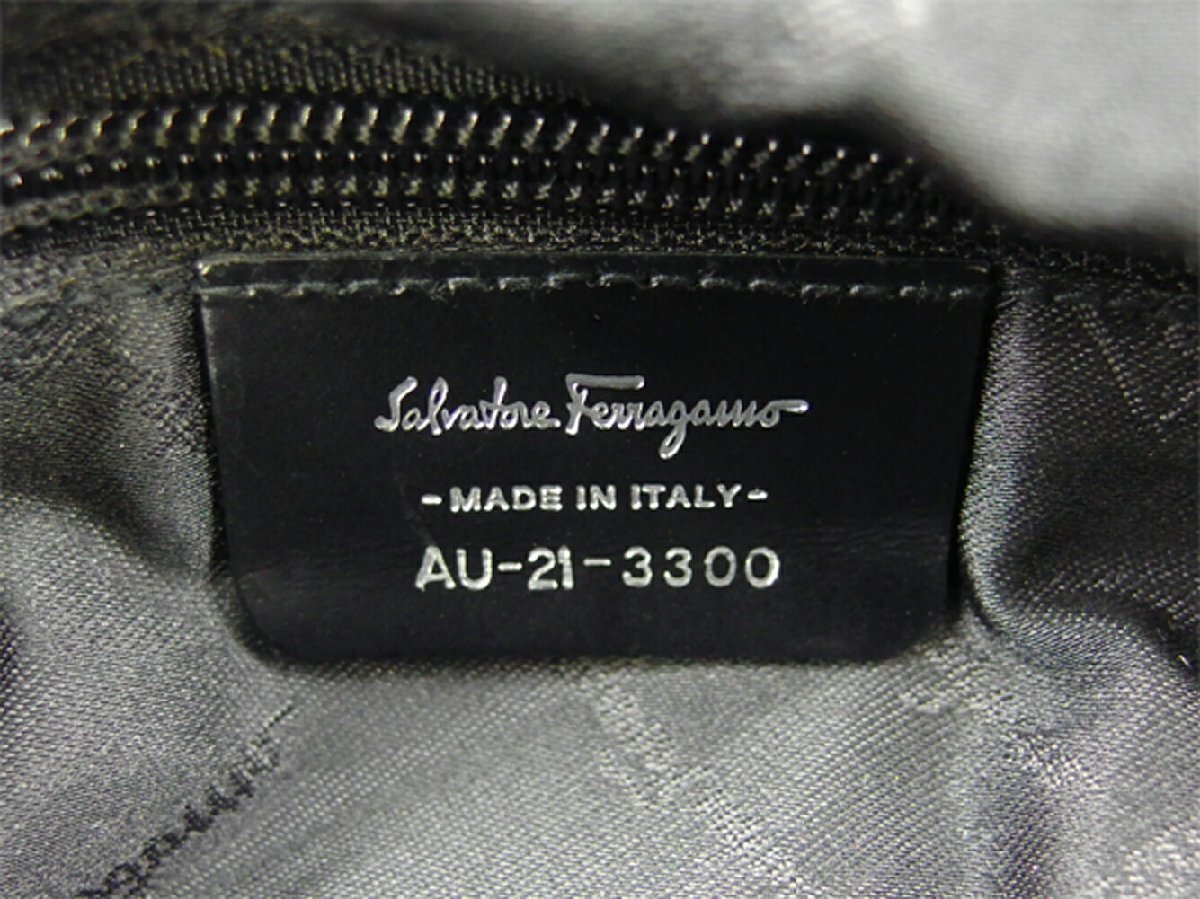 Salvatore Ferragamo
-MADE IN ITALY-
AU-21-3300